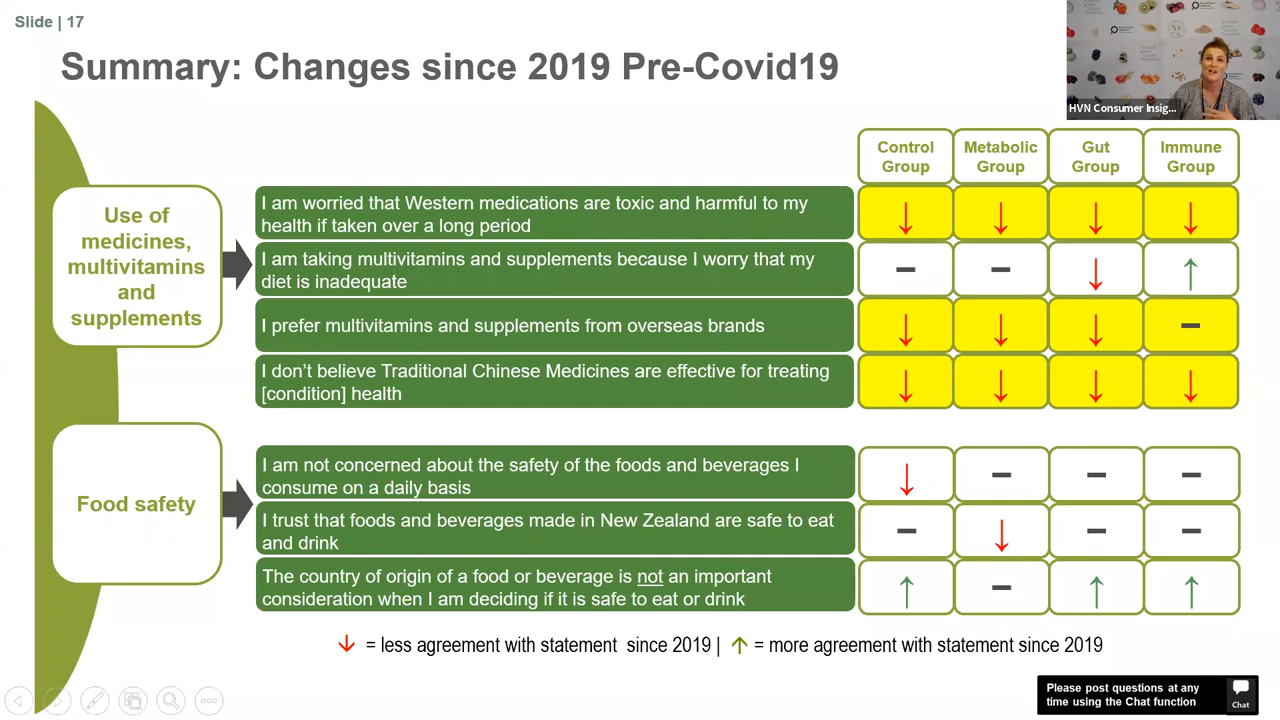 Slide | 17
Summary: Changes since 2019 Pre-Covid19
HVN Consumer Insig...
Control
Group
Metabolic
Group
Gut
Group
Immune
Group
Use of
medicines,
multivitamins
and
supplements
I am worried that Western medications are toxic and harmful to my
health if taken over a long period
I am taking multivitamins and supplements because I worry that my
diet is inadequate
I prefer multivitamins and supplements from overseas brands
I don’t believe Traditional Chinese Medicines are effective for treating
[condition] health
Food safety
I am not concerned about the safety of the foods and beverages I
consume on a daily basis
I trust that foods and beverages made in New Zealand are safe to eat
and drink
The country of origin of a food or beverage is not an important
consideration when I am deciding if it is safe to eat or drink
↓ = less agreement with statement since 2019 | ↑ = more agreement with statement since 2019
Please post questions at any
time using the Chat function
Chat